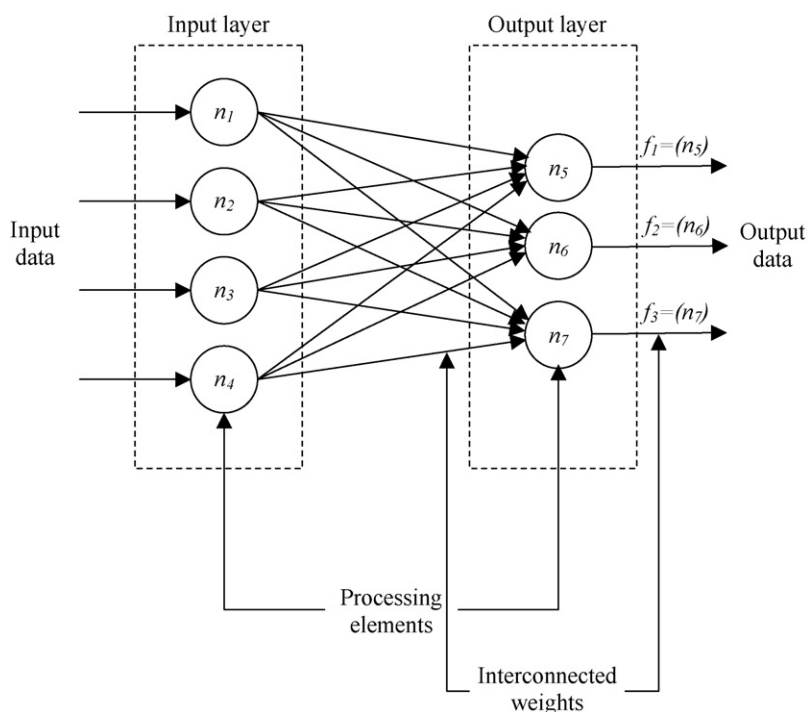 Input layer
Output layer
n1
n2
n3
n4
n5
n6
n7
f1=(n5)
f2=(n6)
f3=(n7)
Input
data
Output
data
Processing
elements
Interconnected
weights